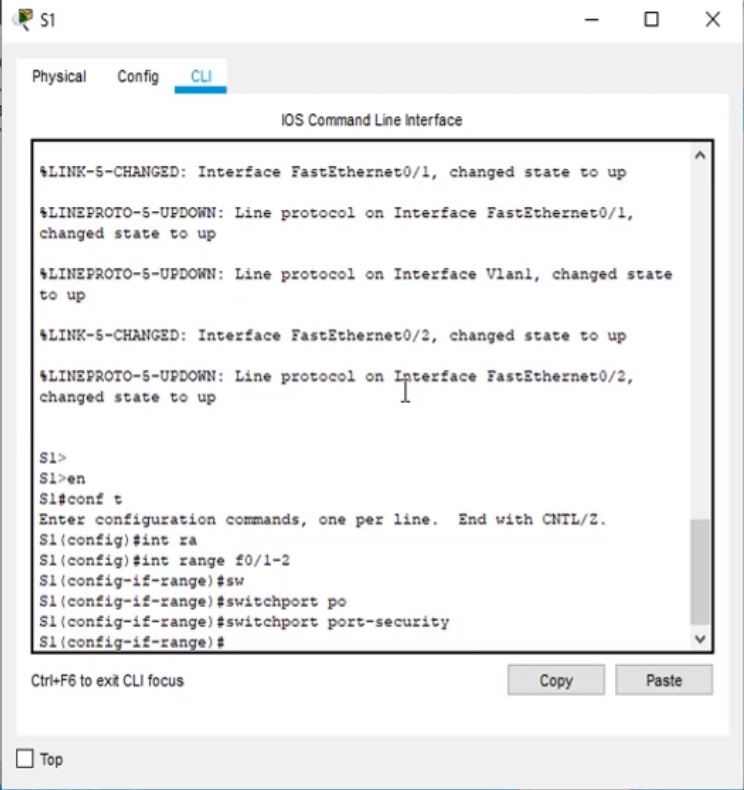 S1
Physical Config CLI
IOS Command Line Interface
%LINK-5-CHANGED: Interface FastEthernet0/1, changed state to up
%LINEPROTO-5-UPDOWN: Line protocol on Interface FastEthernet0/1,
changed state to up
%LINEPROTO-5-UPDOWN: Line protocol on Interface Vlan1, changed state
to up
%LINK-5-CHANGED: Interface FastEthernet0/2, changed state to up
%LINEPROTO-5-UPDOWN: Line protocol on Interface FastEthernet0/2,
changed state to up
S1>
S1>en
S1#conf t
Enter configuration commands, one per line.  End with CNTL/Z.
S1(config)#int ra
S1(config)#int range f0/1-2
S1(config-if-range)#sw
S1(config-if-range)#switchport po
S1(config-if-range)#switchport port-security
S1(config-if-range)#
Ctrl+F6 to exit CLI focus
Copy Paste
Top